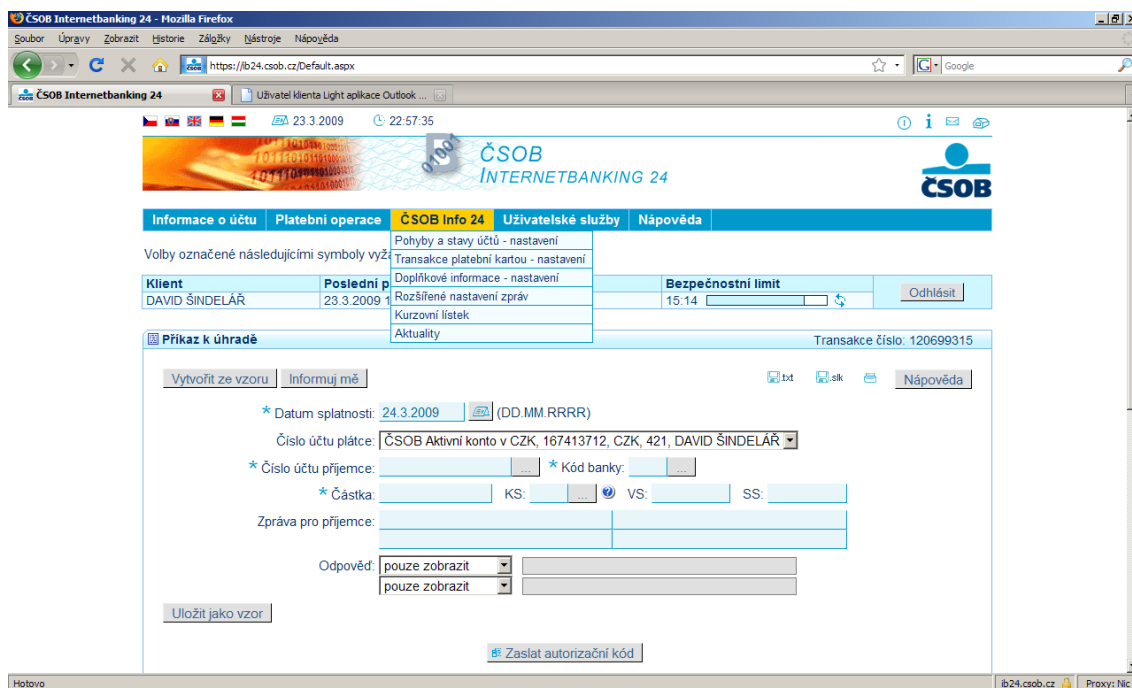 ČSOB Internetbanking 24 - Mozilla Firefox
Soubor Úpravy Zobrazit Historie Záložky Nástroje Nápověda
https://ib24.csob.cz/Default.aspx
Google
ČSOB Internetbanking 24
Uživatel klienta Light aplikace Outlook ...
23.3.2009 22:57:35
ČSOB
INTERNETBANKING 24
ČSOB
Informace o účtu Platební operace ČSOB Info 24 Uživatelské služby Nápověda
Pohyby a stavy účtů - nastavení
Volby označené následujícími symboly
Transakce platební kartou - nastavení
Doplňkové informace - nastavení
Klient Poslední Bezpečnostní limit
DAVID ŠINDELÁŘ 23.3.2009 15:14 Odhlásit
Rozšířené nastavení zpráv
Kurzovní lístek
Aktuality
Příkaz k úhradě Transakce číslo: 120699315
Vytvořit ze vzoru Informuj mě .txt .slk Nápověda
* Datum splatnosti: 24.3.2009 (DD.MM.RRRR)
Číslo účtu plátce: ČSOB Aktivní konto v CZK, 167413712, CZK, 421, DAVID ŠINDELÁŘ
* Číslo účtu příjemce: ... * Kód banky: ...
* Částka: KS: ... VS: SS:
Zpráva pro příjemce:
Odpověď: pouze zobrazit
pouze zobrazit
Uložit jako vzor
Zaslat autorizační kód
Hotovo ib24.csob.cz Proxy: Nic